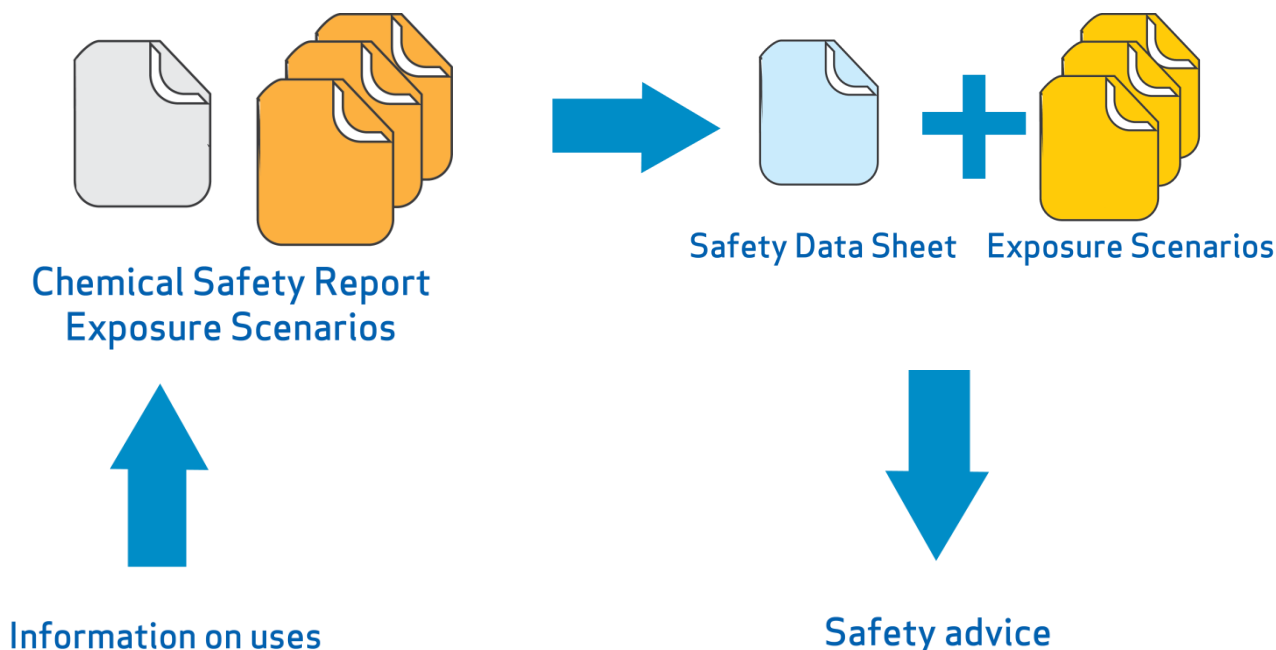 Chemical Safety Report
Exposure Scenarios
Safety Data Sheet
Exposure Scenarios
Information on uses
Safety advice